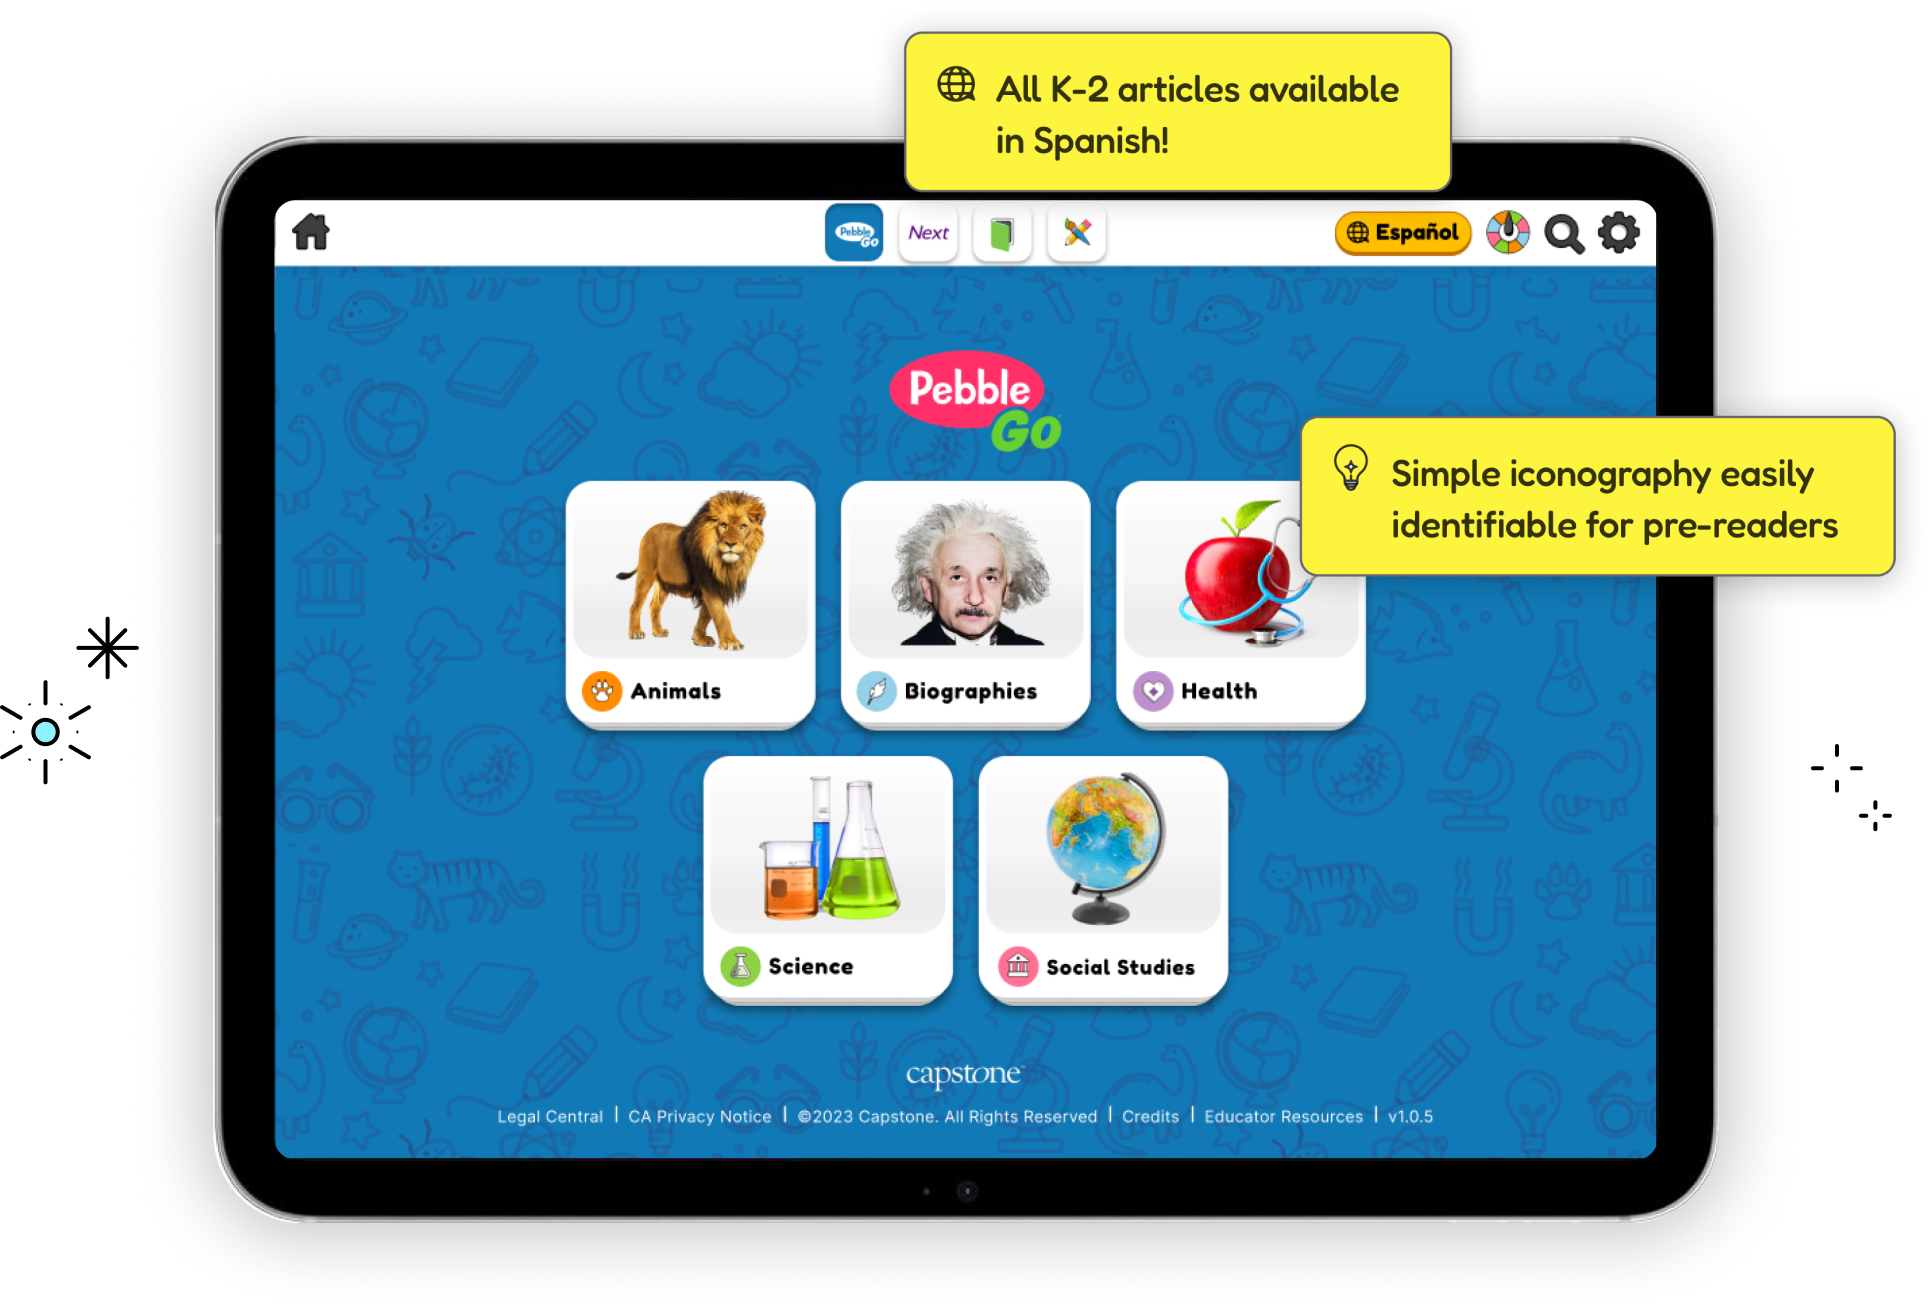 All K-2 articles available
in Spanish!
Pebble
Go
Next
Español
Pebble
Go
Simple iconography easily
identifiable for pre-readers
Animals
Biographies
Health
Science
Social Studies
capstone
Legal Central | CA Privacy Notice | ©2023 Capstone. All Rights Reserved | Credits | Educator Resources | v1.0.5